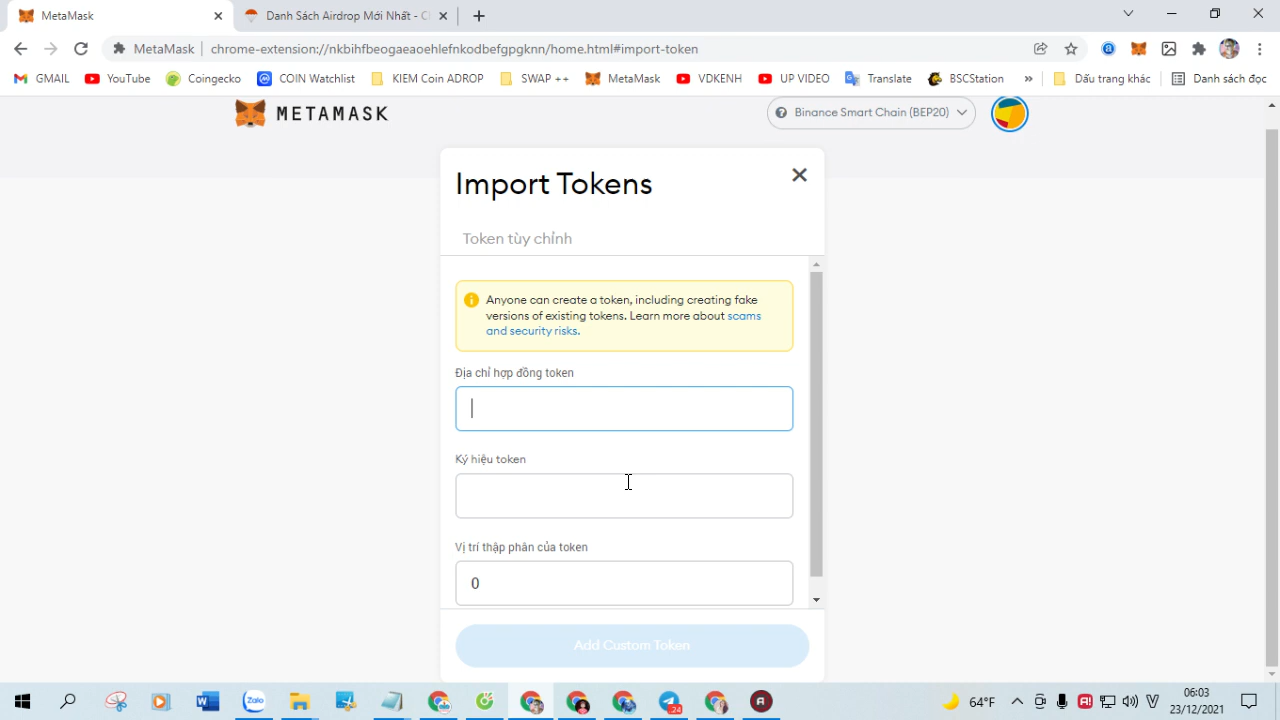 MetaMask
Danh Sách Airdrop Mới Nhất - C
MetaMask
chrome-extension://nkbihfbeogaeaoehlefnkodbefgpgknn/home.html#import-token
GMAIL
YouTube
Coingecko
COIN Watchlist
KIEM Coin ADROP
SWAP ++
MetaMask
VDKENH
UP VIDEO
Translate
BSCStation
»
Dấu trang khác
Danh sách đọc
METAMASK
Binance Smart Chain (BEP20)
Import Tokens
Token tùy chỉnh
Anyone can create a token, including creating fake
versions of existing tokens. Learn more about scams
and security risks.
Địa chỉ hợp đồng token
Ký hiệu token
Vị trí thập phân của token
0
Add Custom Token
Zalo
24
64°F
06:03
23/12/2021